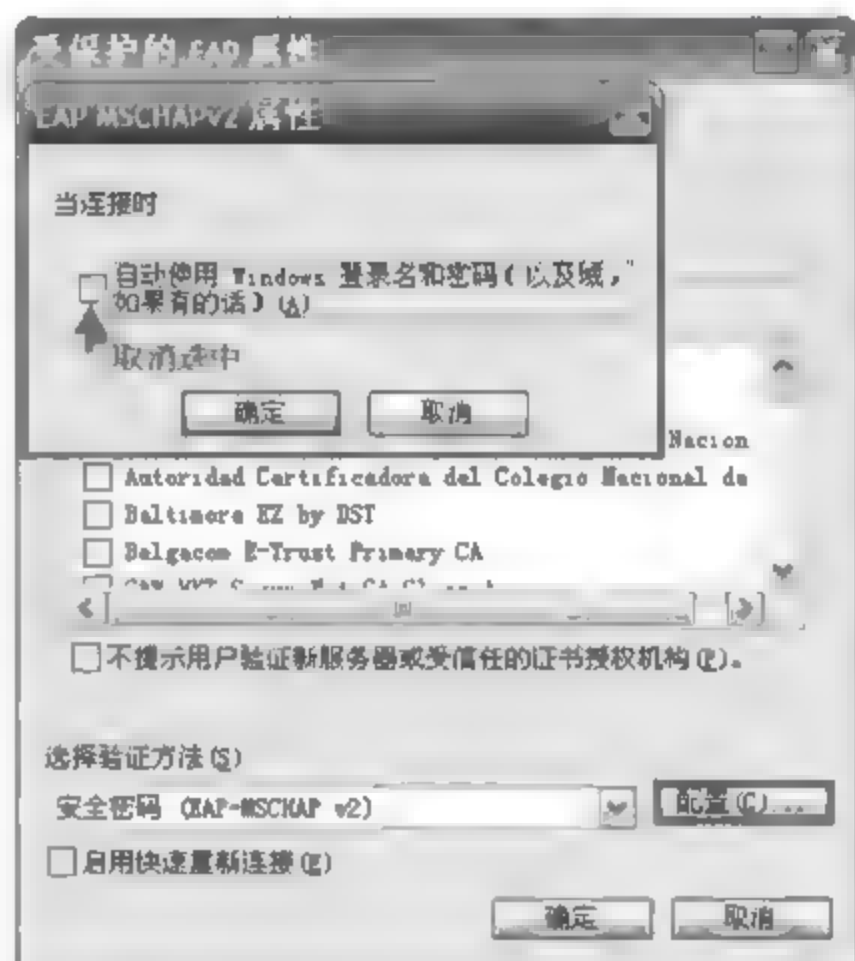 受保护的 EAP 属性
EAP MSCHAPV2 属性
当连接时
自动使用 Windows 登录名和密码(以及域,
如果有的话)(A)
取消选中
确定
取消
Nacion
Autoridad Certificadora del Colegio Nacional de
Baltimore EZ by DST
Belgacom E-Trust Primary CA
不提示用户验证新服务器或受信任的证书授权机构(P)。
选择验证方法(S)
安全密码 (EAP-MSCHAP v2)
配置(C)...
启用快速重新连接(E)
确定
取消